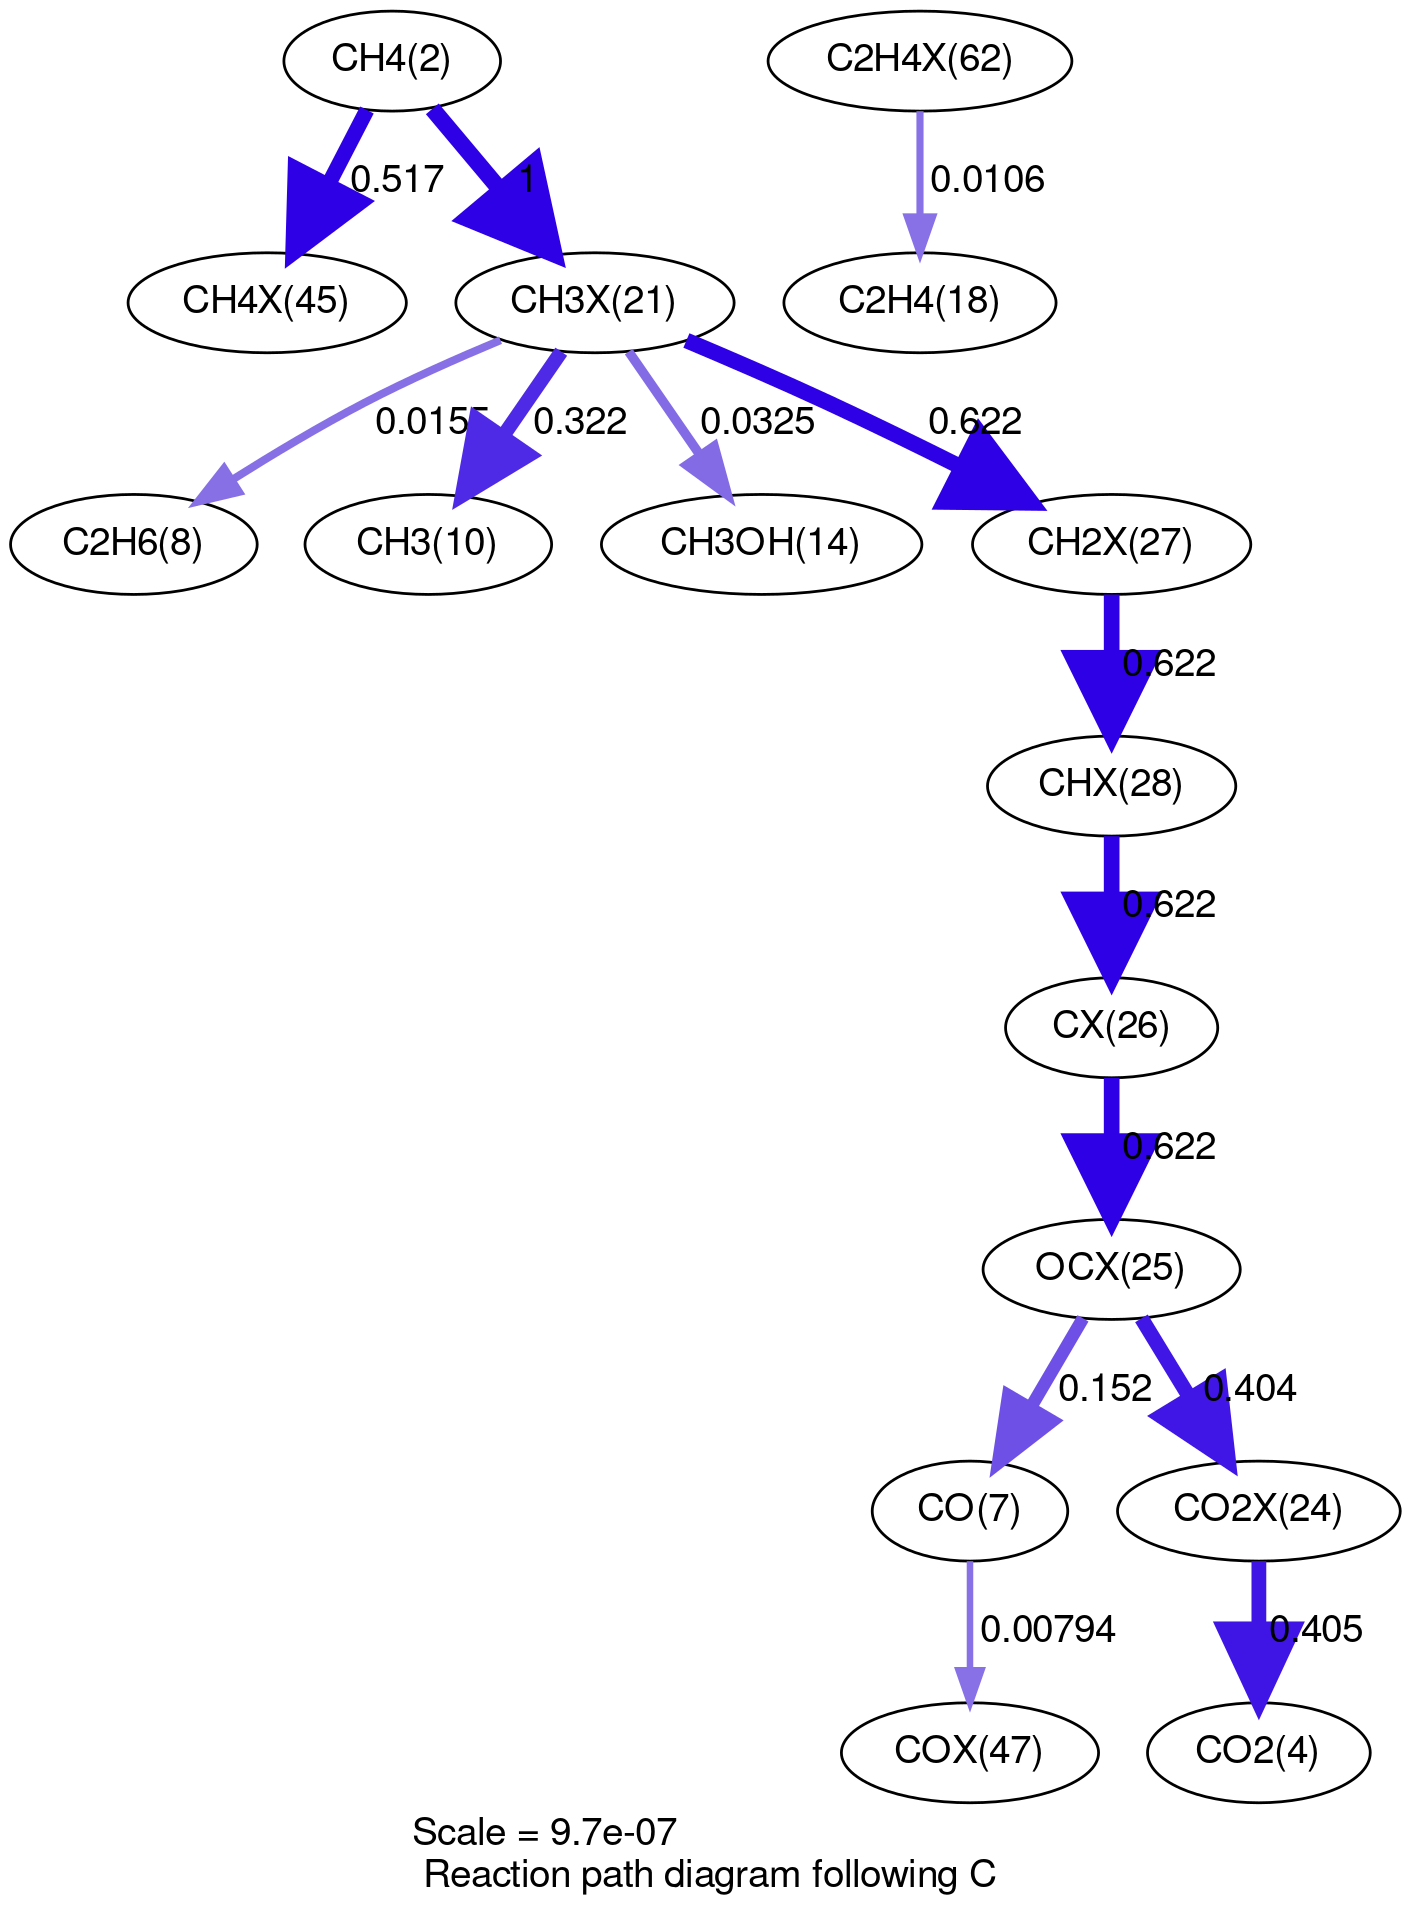 CH4(2)
C2H4X(62)
0.517
1
0.0106
CH4X(45)
CH3X(21)
C2H4(18)
0.0155
0.322
0.0325
0.622
C2H6(8)
CH3(10)
CH3OH(14)
CH2X(27)
0.622
CHX(28)
0.622
CX(26)
0.622
OCX(25)
0.152
0.404
CO(7)
CO2X(24)
0.00794
0.405
COX(47)
CO2(4)
Scale = 9.7e-07
Reaction path diagram following C